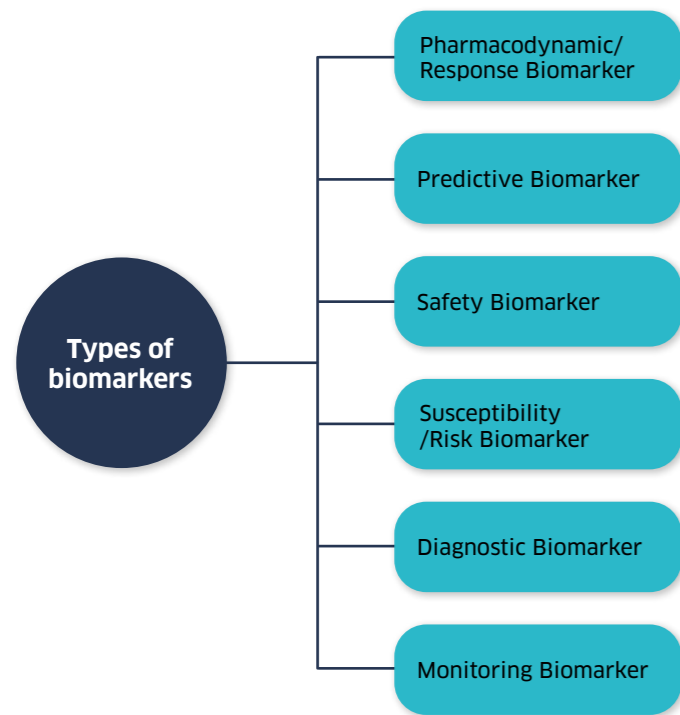 Types of
biomarkers
Pharmacodynamic/
Response Biomarker
Predictive Biomarker
Safety Biomarker
Susceptibility
/Risk Biomarker
Diagnostic Biomarker
Monitoring Biomarker